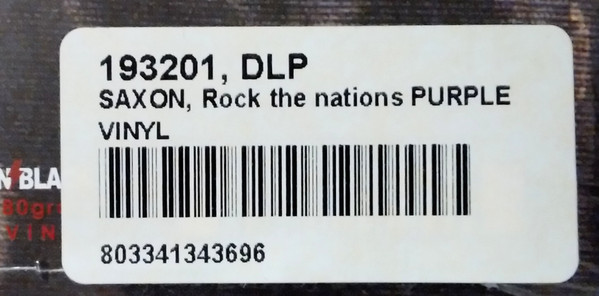 193201, DLP
SAXON, Rock the nations PURPLE
VINYL
803341343696